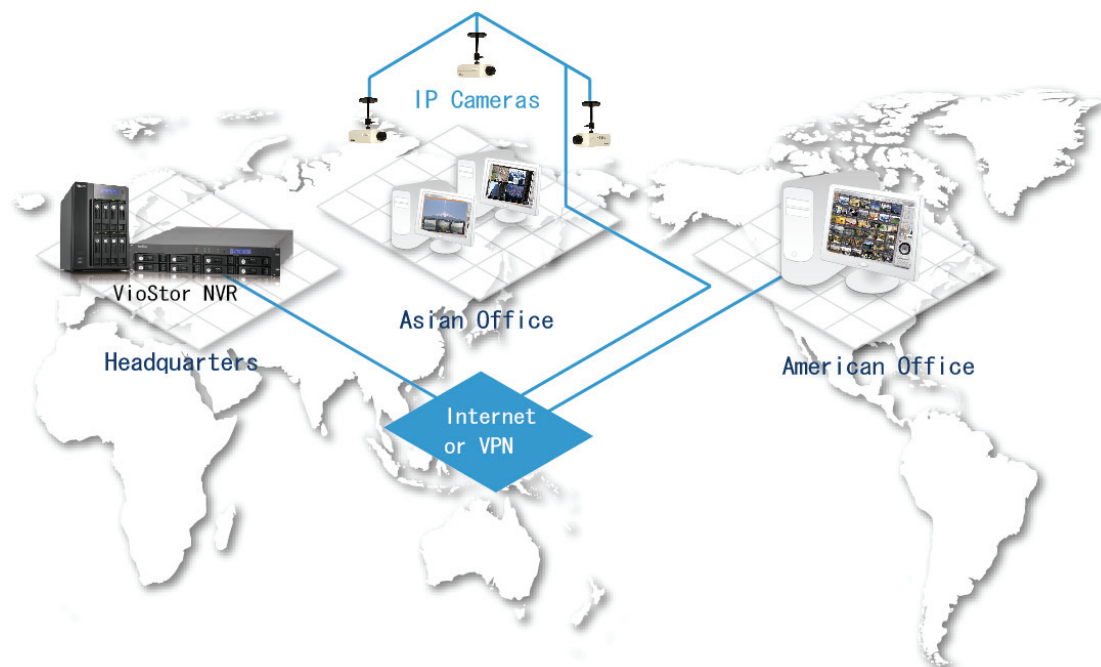 IP Cameras
VioStor NVR
Asian Office
Headquarters
American Office
Internet
or VPN